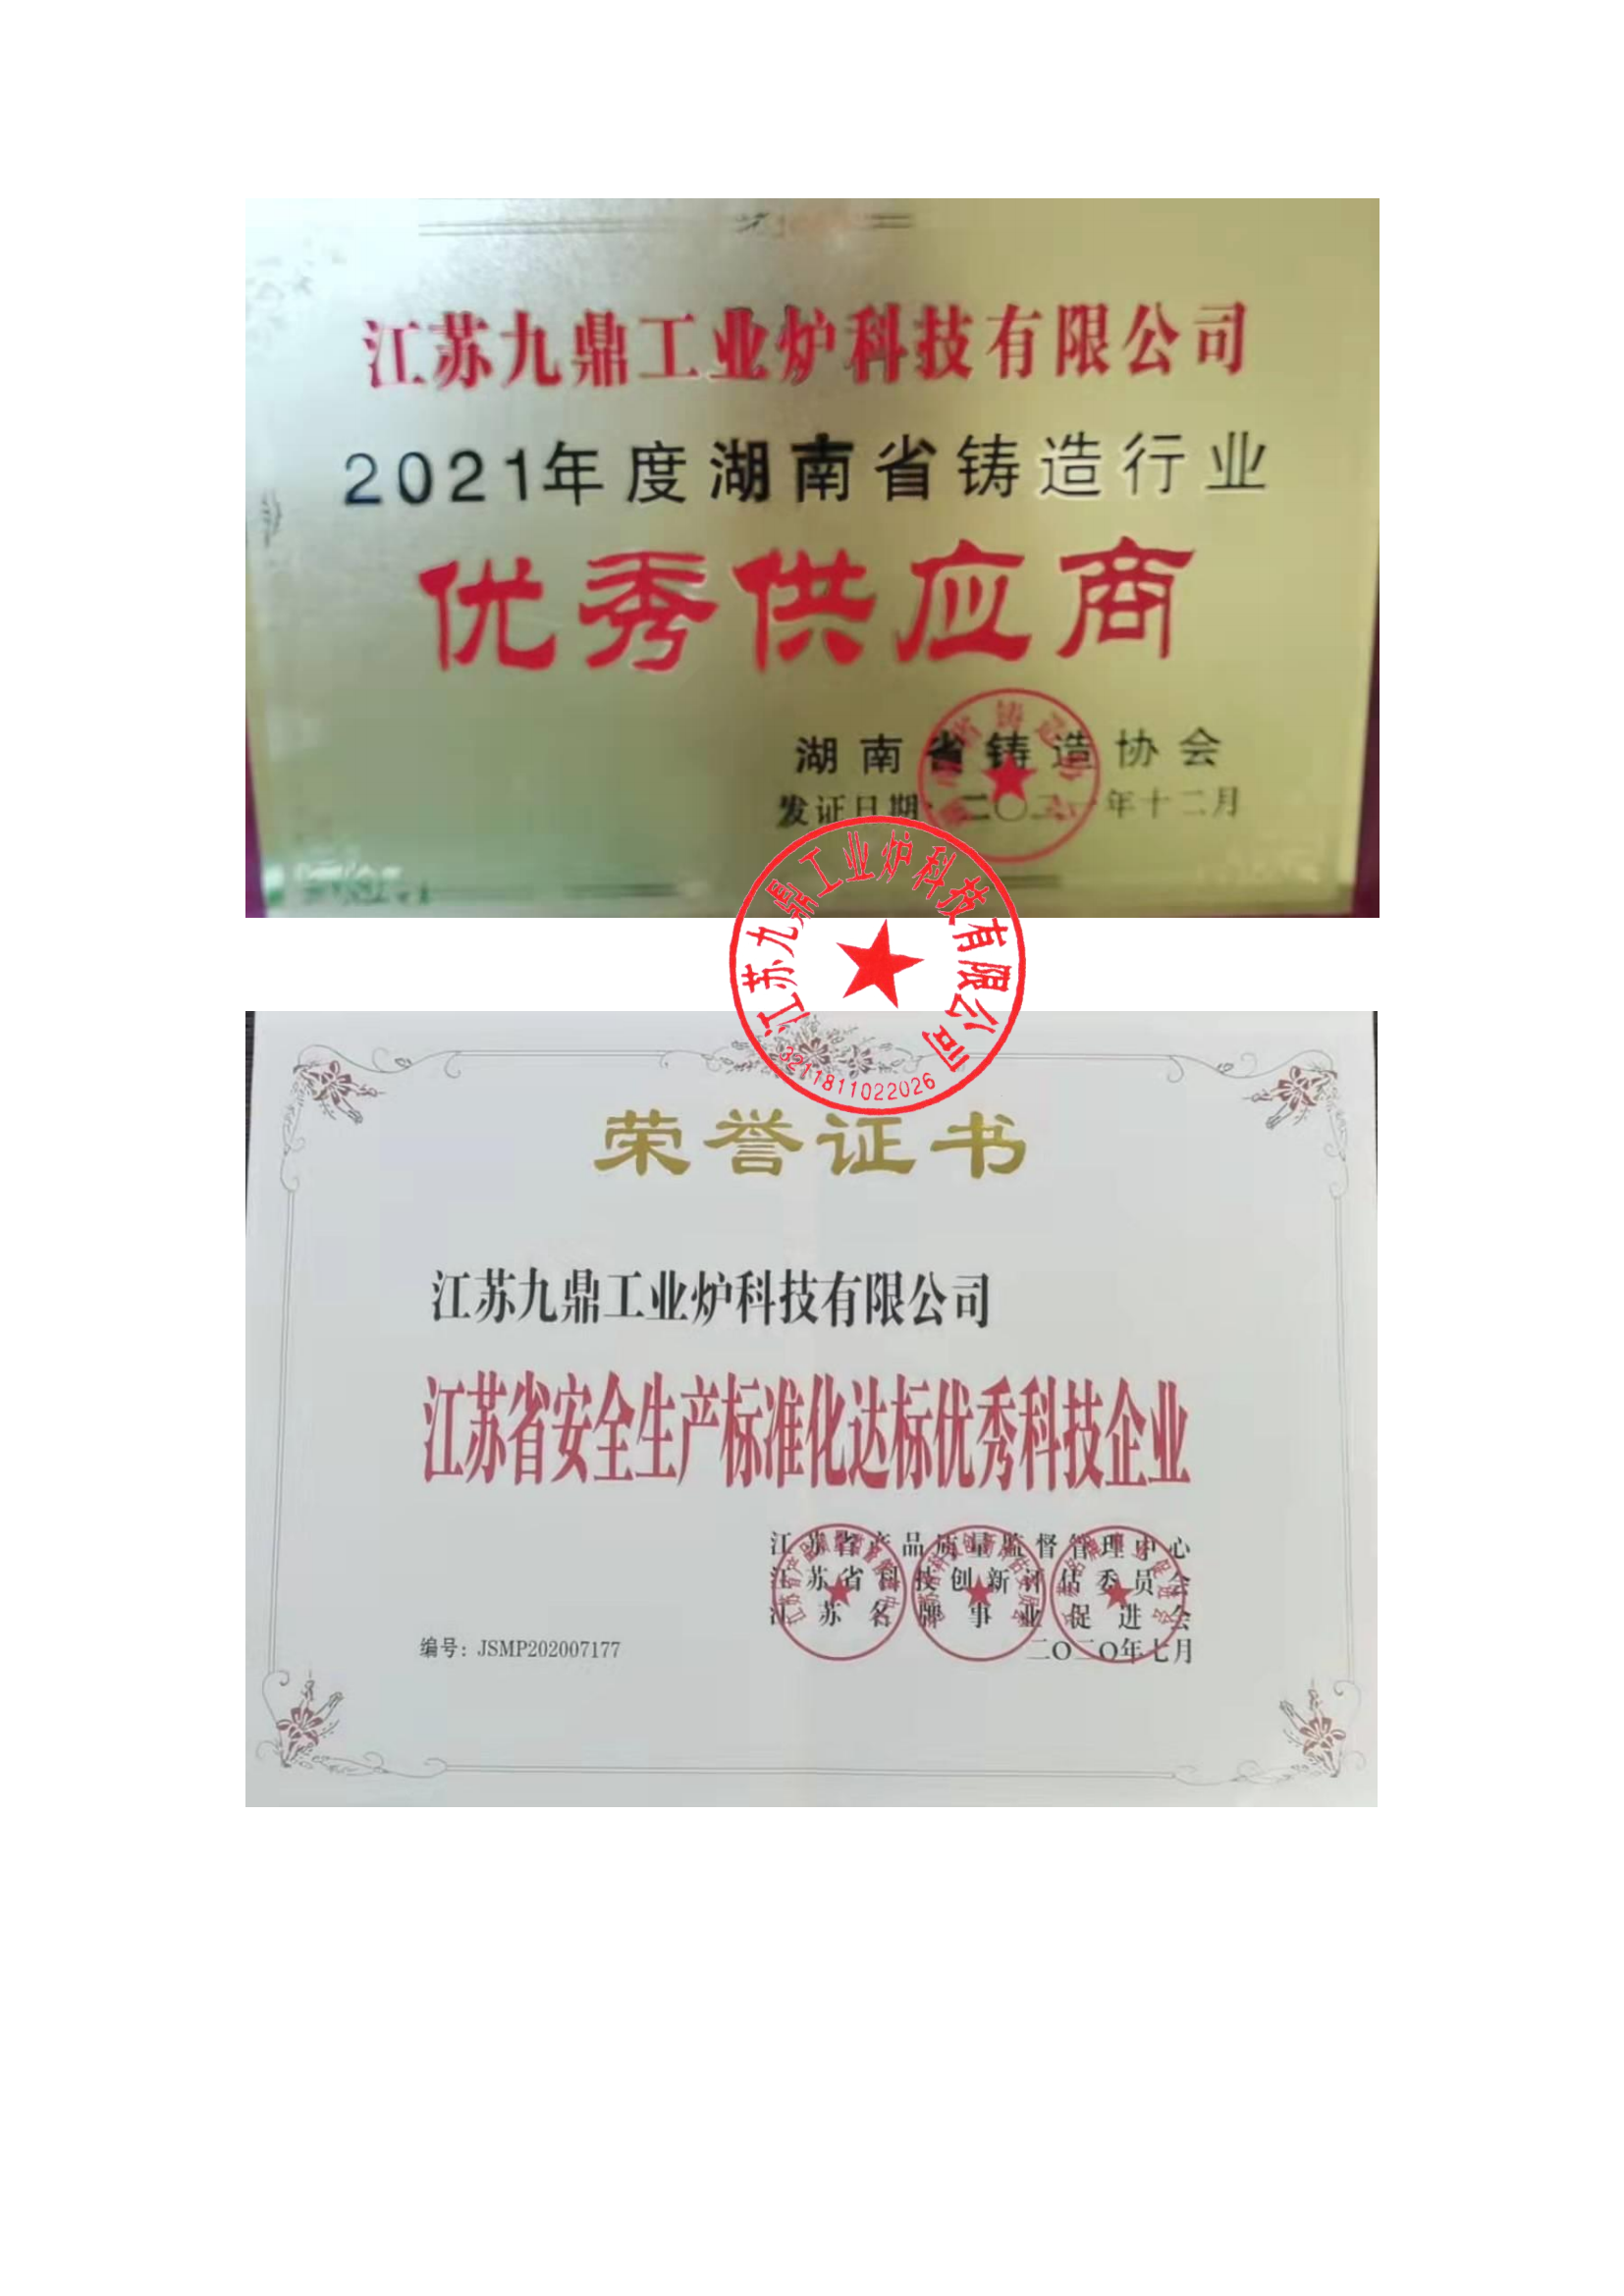 江苏九鼎工业炉科技有限公司
2021年度湖南省铸造行业
优秀供应商
湖南省铸造协会
发证日期：二〇二一年十二月
江苏九鼎工业炉科技有限公司
3211811022026
荣誉证书
江苏九鼎工业炉科技有限公司
江苏省安全生产标准化达标优秀科技企业
江苏省产品质量监督管理中心
江苏省科技创新评估委员会
江苏名牌事业促进会
编号：JSMP202007177
二〇二〇年七月